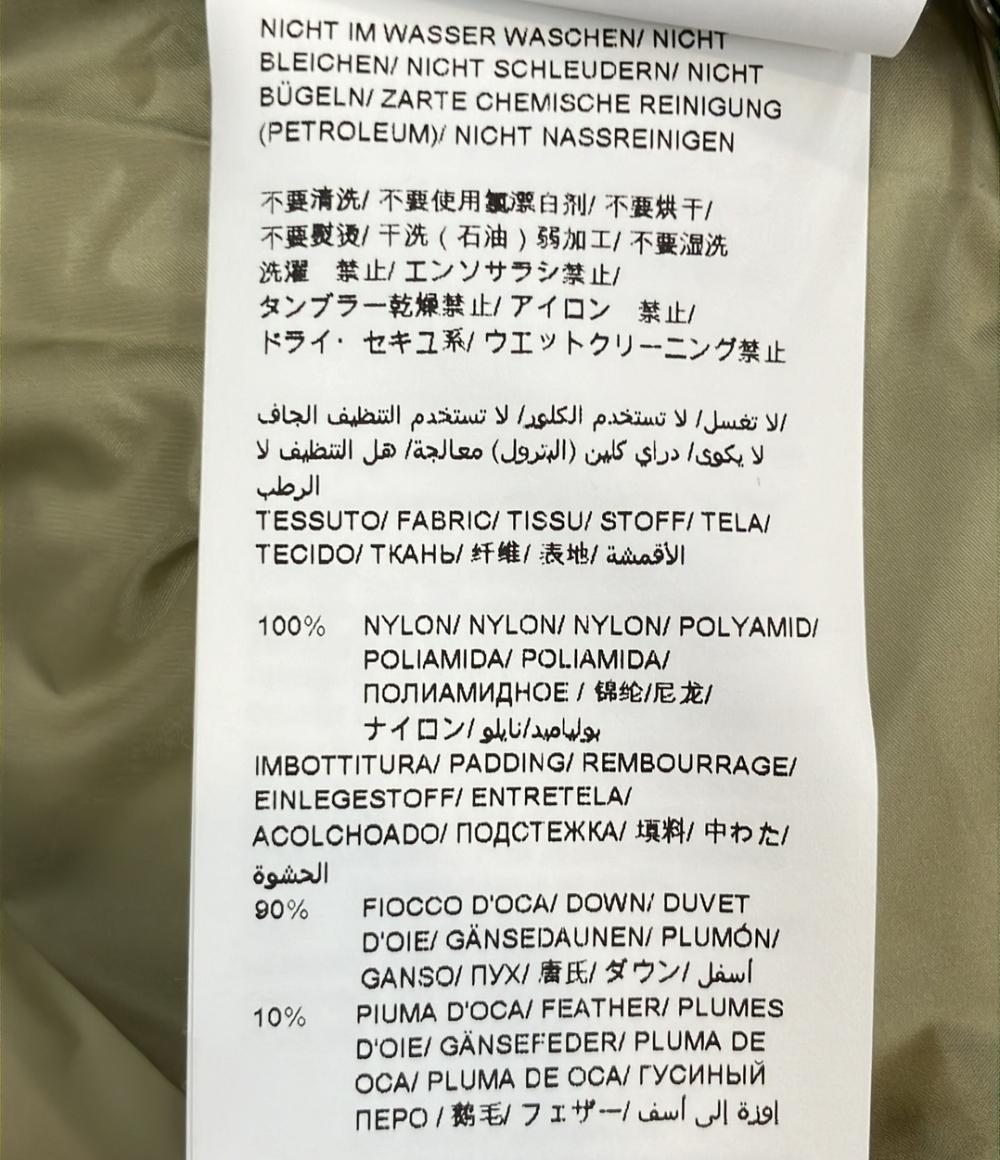 NICHT IM WASSER WASCHEN/ NICHT
BLEICHEN/ NICHT SCHLEUDERN/ NICHT
BÜGELN/ ZARTE CHEMISCHE REINIGUNG
(PETROLEUM)/ NICHT NASSREINIGEN
不要清洗/ 不要使用氯漂白剂/ 不要烘干/
不要熨烫/ 干洗 ( 石油 ) 弱加工/ 不要湿洗
洗濯　禁止/ エンソサラシ禁止/
タンブラー乾燥禁止/ アイロン　禁止/
ドライ・ セキユ系/ ウエットクリーニング禁止
لا تغسل/ لا تستخدم الكلور/ لا تستخدم التنظيف الجاف/
لا يكوى/ دراي كلين (البترول) معالجة/ هل التنظيف لا
الرطب
TESSUTO/ FABRIC/ TISSU/ STOFF/ TELA/
TECIDO/ ТКАНЬ/ 纤维/ 表地/ الأقمشة
100% NYLON/ NYLON/ NYLON/ POLYAMID/
POLIAMIDA/ POLIAMIDA/
ПОЛИАМИДНОЕ / 锦纶/尼龙/
ナイロン/ بولياميد/نايلو
IMBOTTITURA/ PADDING/ REMBOURRAGE/
EINLEGESTOFF/ ENTRETELA/
ACOLCHOADO/ ПОДСТЕЖКА/ 填料/ 中わた/
الحشوة
90% FIOCCO D'OCA/ DOWN/ DUVET
D'OIE/ GÄNSEDAUNEN/ PLUMÓN/
GANSO/ ПУХ/ 唐氏/ ダウン/ أسفل
10% PIUMA D'OCA/ FEATHER/ PLUMES
D'OIE/ GÄNSEFEDER/ PLUMA DE
OCA/ PLUMA DE OCA/ ГУСИНЫЙ
ПЕРО / 鹅毛/ フェザー/ اوزة إلى أسف